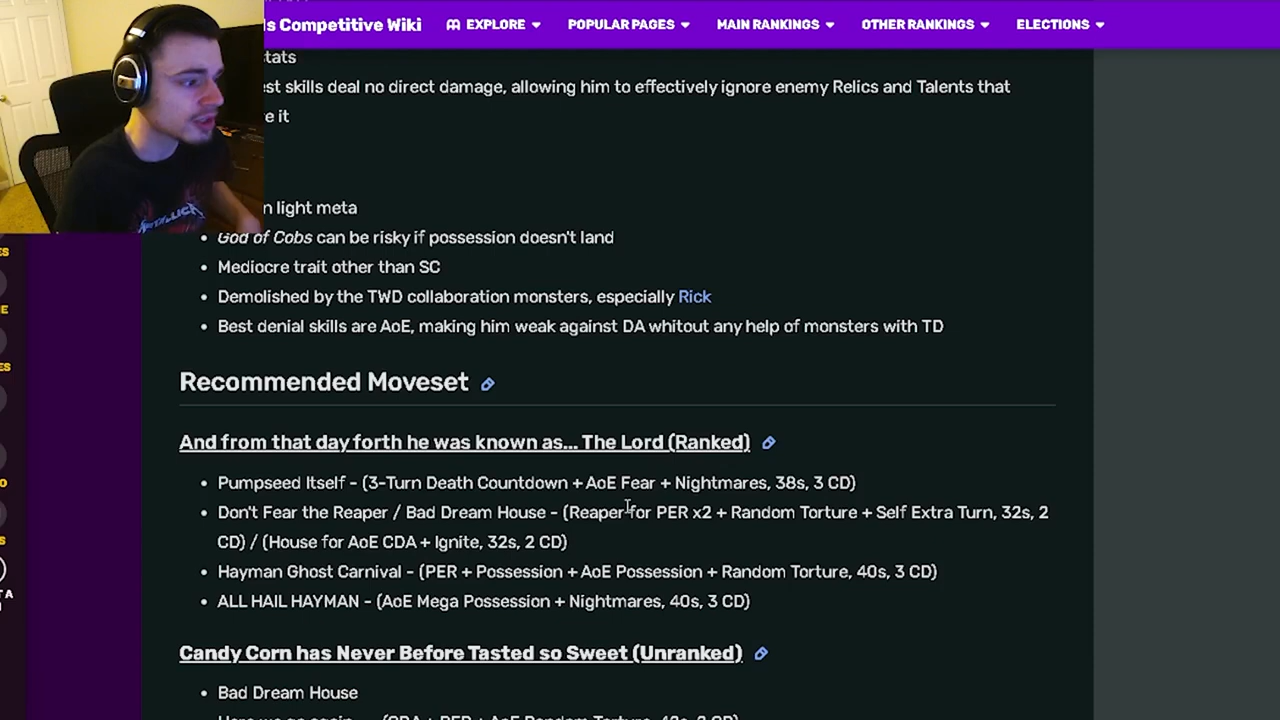 ls Competitive Wiki EXPLORE POPULAR PAGES MAIN RANKINGS OTHER RANKINGS ELECTIONS
stats
est skills deal no direct damage, allowing him to effectively ignore enemy Relics and Talents that
e it
n light meta
God of Cobs can be risky if possession doesn't land
Mediocre trait other than SC
Demolished by the TWD collaboration monsters, especially Rick
Best denial skills are AoE, making him weak against DA whitout any help of monsters with TD
Recommended Moveset
And from that day forth he was known as... The Lord (Ranked)
Pumpseed Itself - (3-Turn Death Countdown + AoE Fear + Nightmares, 38s, 3 CD)
Don't Fear the Reaper / Bad Dream House - (Reaper for PER x2 + Random Torture + Self Extra Turn, 32s, 2
CD) / (House for AoE CDA + Ignite, 32s, 2 CD)
Hayman Ghost Carnival - (PER + Possession + AoE Possession + Random Torture, 40s, 3 CD)
ALL HAIL HAYMAN - (AoE Mega Possession + Nightmares, 40s, 3 CD)
Candy Corn has Never Before Tasted so Sweet (Unranked)
Bad Dream House